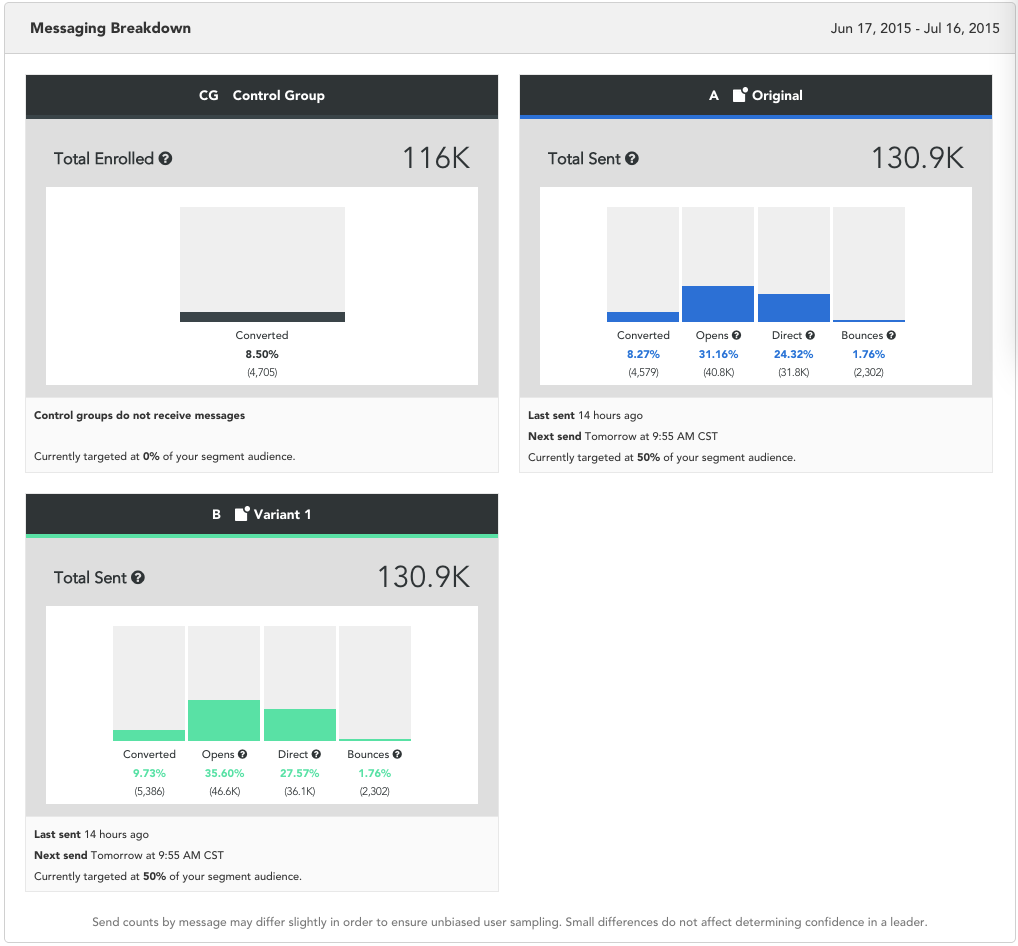 Messaging Breakdown
Jun 17, 2015 - Jul 16, 2015
CG Control Group
Total Enrolled ?
116K
Converted
8.50%
(4,705)
Control groups do not receive messages
Currently targeted at 0% of your segment audience.
A Original
Total Sent ?
130.9K
Converted Opens ? Direct ? Bounces ?
8.27% 31.16% 24.32% 1.76%
(4,579) (40.8K) (31.8K) (2,302)
Last sent 14 hours ago
Next send Tomorrow at 9:55 AM CST
Currently targeted at 50% of your segment audience.
B Variant 1
Total Sent ?
130.9K
Converted Opens ? Direct ? Bounces ?
9.73% 35.60% 27.57% 1.76%
(5,386) (46.6K) (36.1K) (2,302)
Last sent 14 hours ago
Next send Tomorrow at 9:55 AM CST
Currently targeted at 50% of your segment audience.
Send counts by message may differ slightly in order to ensure unbiased user sampling. Small differences do not affect determining confidence in a leader.